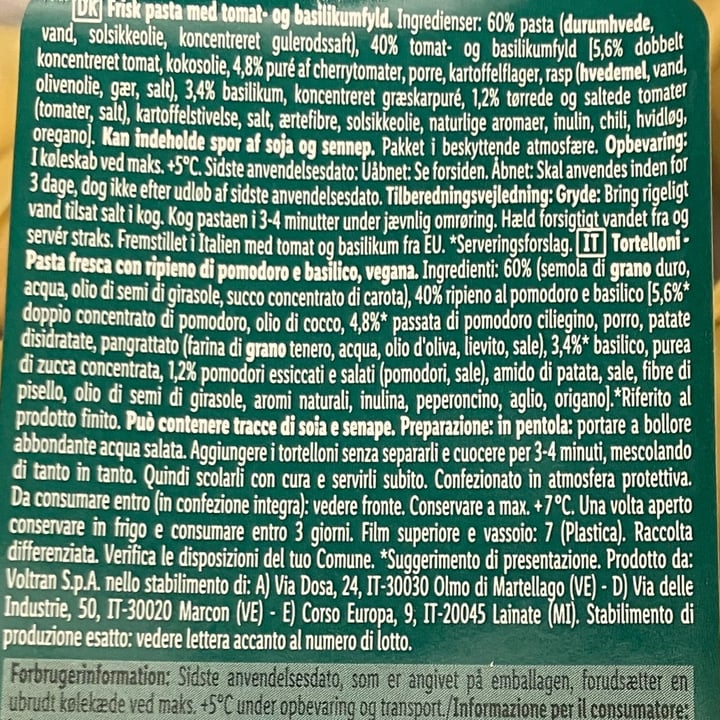 DK Frisk pasta med tomat- og basilikumfyld. Ingredienser: 60% pasta (durumhvede,
vand, solsikkeolie, koncentreret gulerodssaft), 40% tomat- og basilikumfyld [5,6% dobbelt
koncentreret tomat, kokosolie, 4,8% puré af cherrytomater, porre, kartoffelflager, rasp (hvedemel, vand,
olivenolie, gær, salt), 3,4% basilikum, koncentreret græskarpuré, 1,2% tørrede og saltede tomater
(tomater, salt), kartoffelstivelse, salt, ærtefibre, solsikkeolie, naturlige aromaer, inulin, chili, hvidløg,
oregano]. Kan indeholde spor af soja og sennep. Pakket i beskyttende atmosfære. Opbevaring:
I køleskab ved maks. +5°C. Sidste anvendelsesdato: Uåbnet: Se forsiden. Åbnet: Skal anvendes inden for
3 dage, dog ikke efter udløb af sidste anvendelsesdato. Tilberedningsvejledning: Gryde: Bring rigeligt
vand tilsat salt i kog. Kog pastaen i 3-4 minutter under jævnlig omrøring. Hæld forsigtigt vandet fra og
servér straks. Fremstillet i Italien med tomat og basilikum fra EU. *Serveringsforslag. IT Tortelloni -
Pasta fresca con ripieno di pomodoro e basilico, vegana. Ingredienti: 60% (semola di grano duro,
acqua, olio di semi di girasole, succo concentrato di carota), 40% ripieno al pomodoro e basilico [5,6%*
doppio concentrato di pomodoro, olio di cocco, 4,8%* passata di pomodoro ciliegino, porro, patate
disidratate, pangrattato (farina di grano tenero, acqua, olio d'oliva, lievito, sale), 3,4%* basilico, purea
di zucca concentrata, 1,2% pomodori essiccati e salati (pomodori, sale), amido di patata, sale, fibre di
pisello, olio di semi di girasole, aromi naturali, inulina, peperoncino, aglio, origano].*Riferito al
prodotto finito. Può contenere tracce di soia e senape. Preparazione: in pentola: portare a bollore
abbondante acqua salata. Aggiungere i tortelloni senza separarli e cuocere per 3-4 minuti, mescolando
di tanto in tanto. Quindi scolarli con cura e servirli subito. Confezionato in atmosfera protettiva.
Da consumare entro (in confezione integra): vedere fronte. Conservare a max. +7°C. Una volta aperto
conservare in frigo e consumare entro 3 giorni. Film superiore e vassoio: 7 (Plastica). Raccolta
differenziata. Verifica le disposizioni del tuo Comune. *Suggerimento di presentazione. Prodotto da:
Voltran S.p.A. nello stabilimento di: A) Via Dosa, 24, IT-30030 Olmo di Martellago (VE) - D) Via delle
Industrie, 50, IT-30020 Marcon (VE) - E) Corso Europa, 9, IT-20045 Lainate (MI). Stabilimento di
produzione esatto: vedere lettera accanto al numero di lotto.
Forbrugerinformation: Sidste anvendelsesdato, som er angivet på emballagen, forudsætter en
ubrudt kølekæde ved maks. +5°C under opbevaring og transport./Informazione per il consumatore: